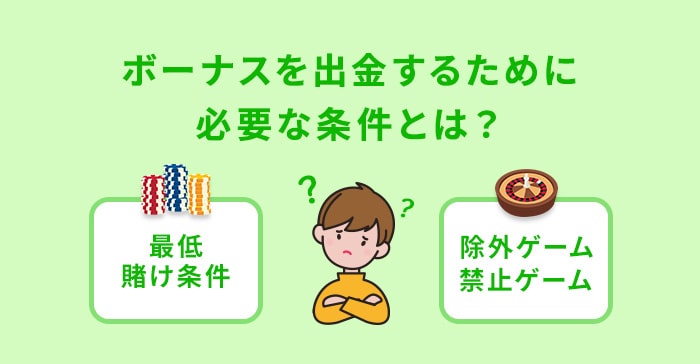 ボーナスを出金するために
必要な条件とは？
?
?
最低
賭け条件
除外ゲーム
禁止ゲーム